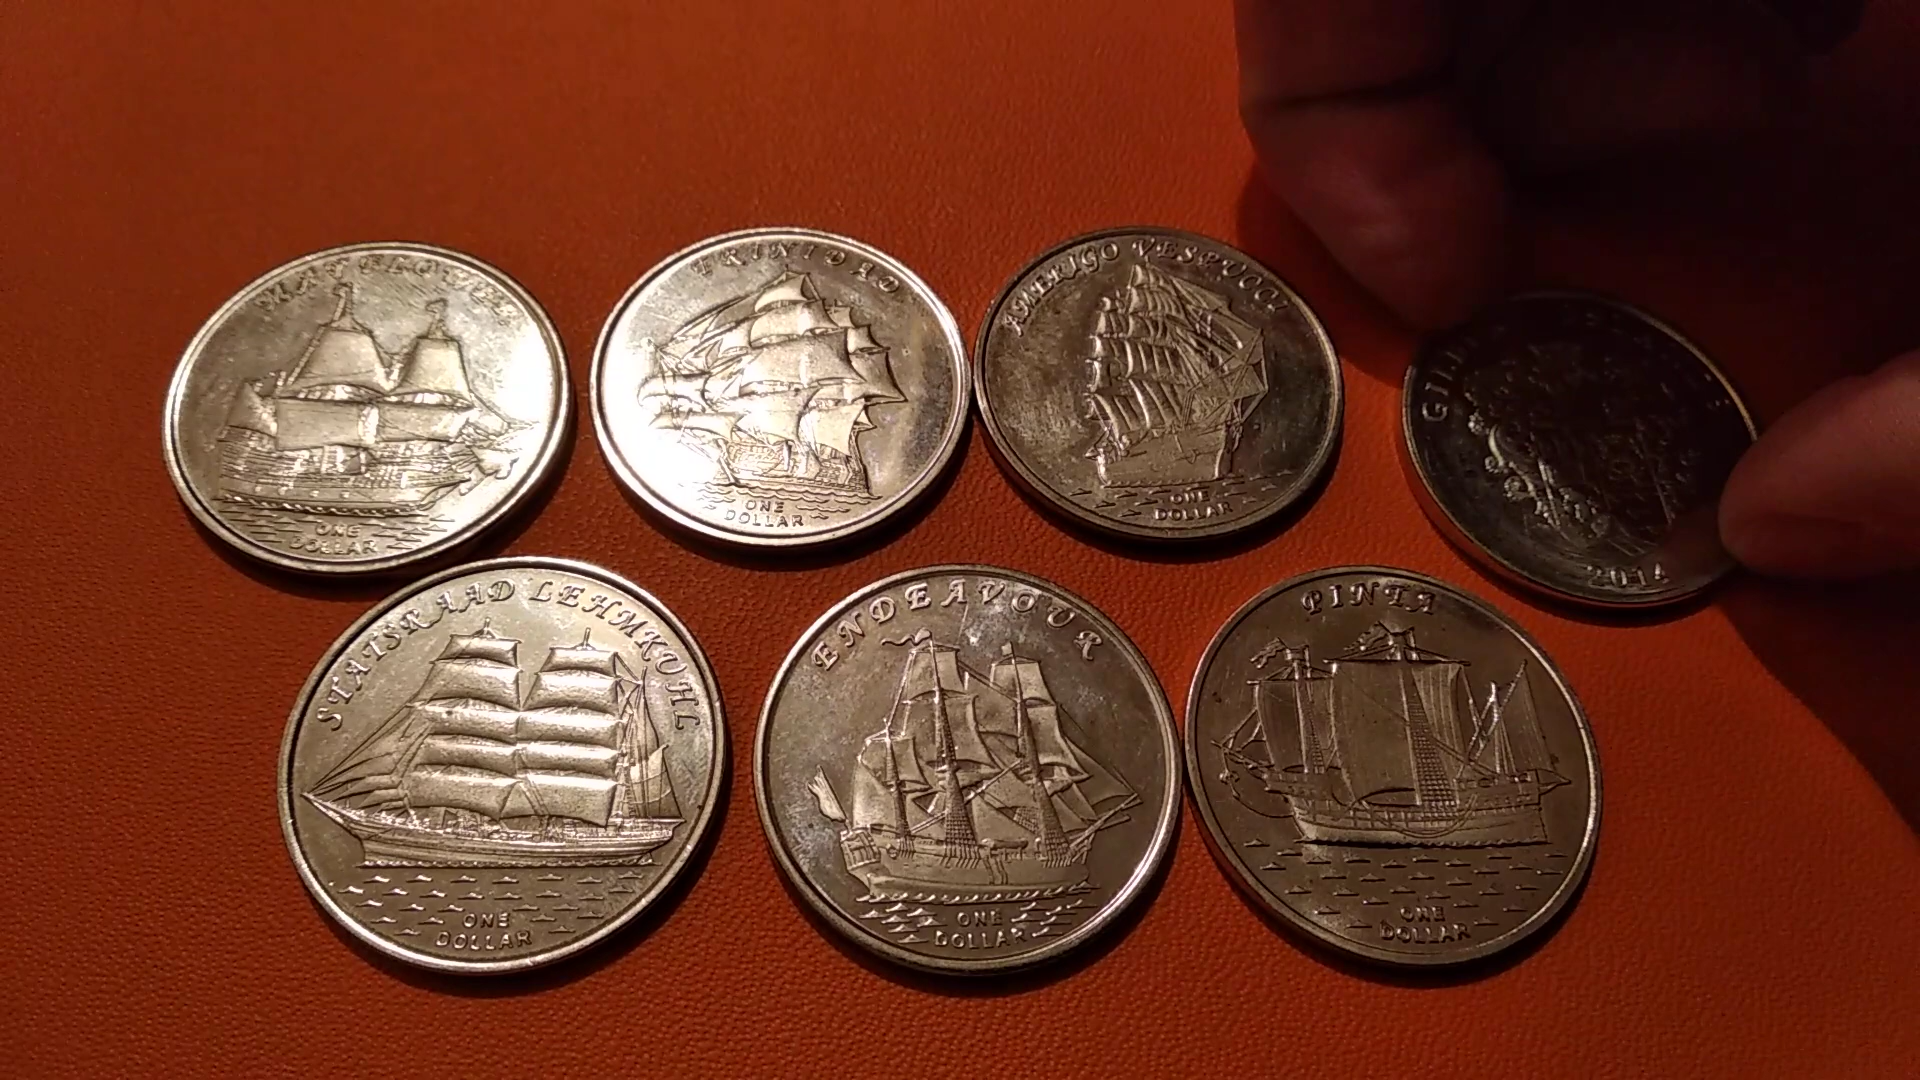 MAYFLOWER
ONE
DOLLAR
TRINIDAD
ONE
DOLLAR
AMERIGO VESPUCCI
ONE
DOLLAR
2014
STATSRAAD LEHMKUHL
ONE
DOLLAR
ENDEAVOUR
ONE
DOLLAR
PINTA
ONE
DOLLAR